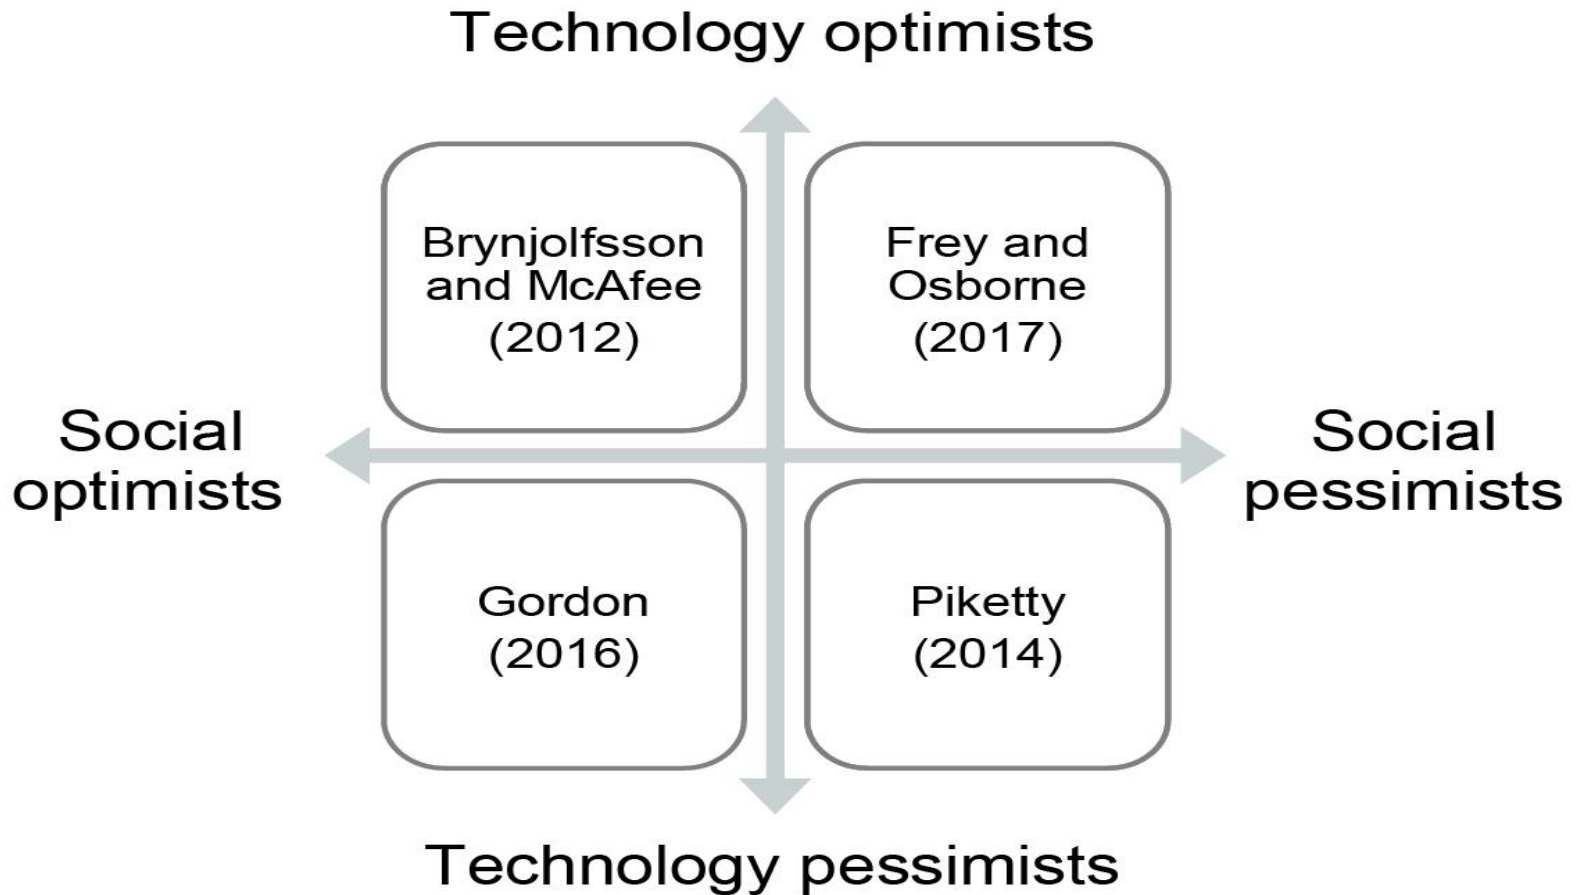 Technology optimists
Brynjolfsson
and McAfee
(2012)
Frey and
Osborne
(2017)
Social
optimists
Social
pessimists
Gordon
(2016)
Piketty
(2014)
Technology pessimists